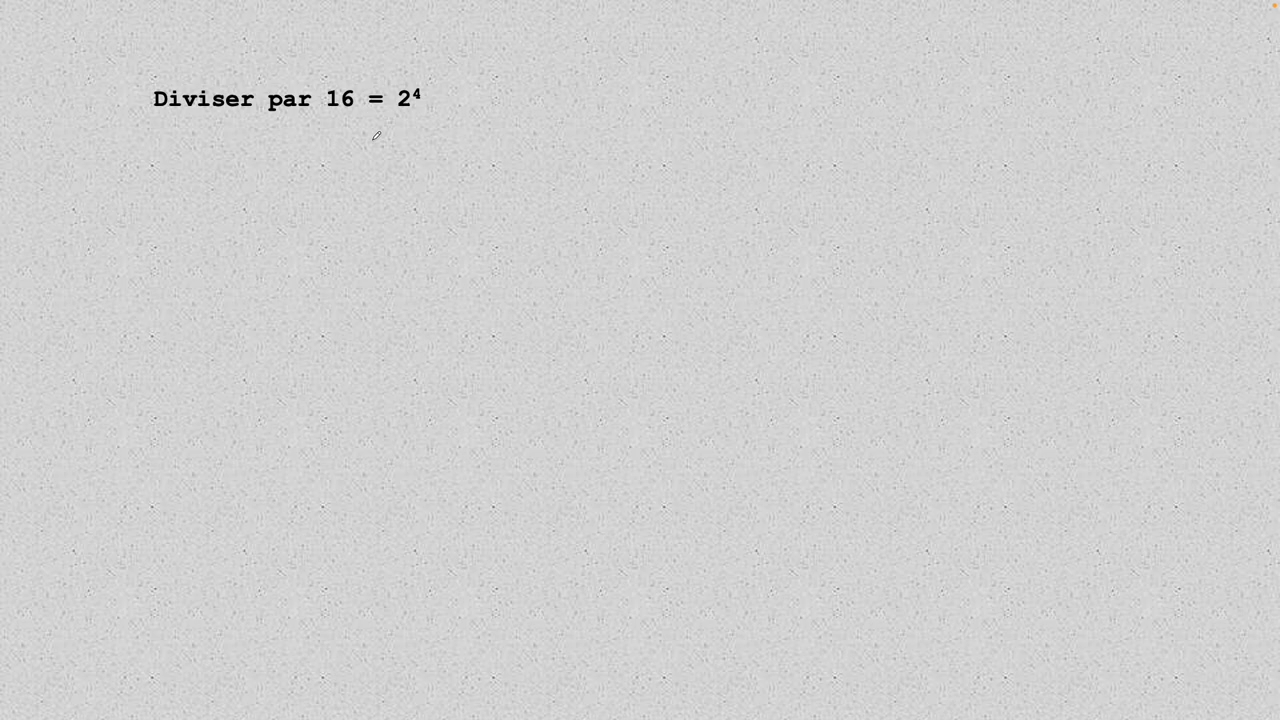 Diviser par 16 = 2⁴